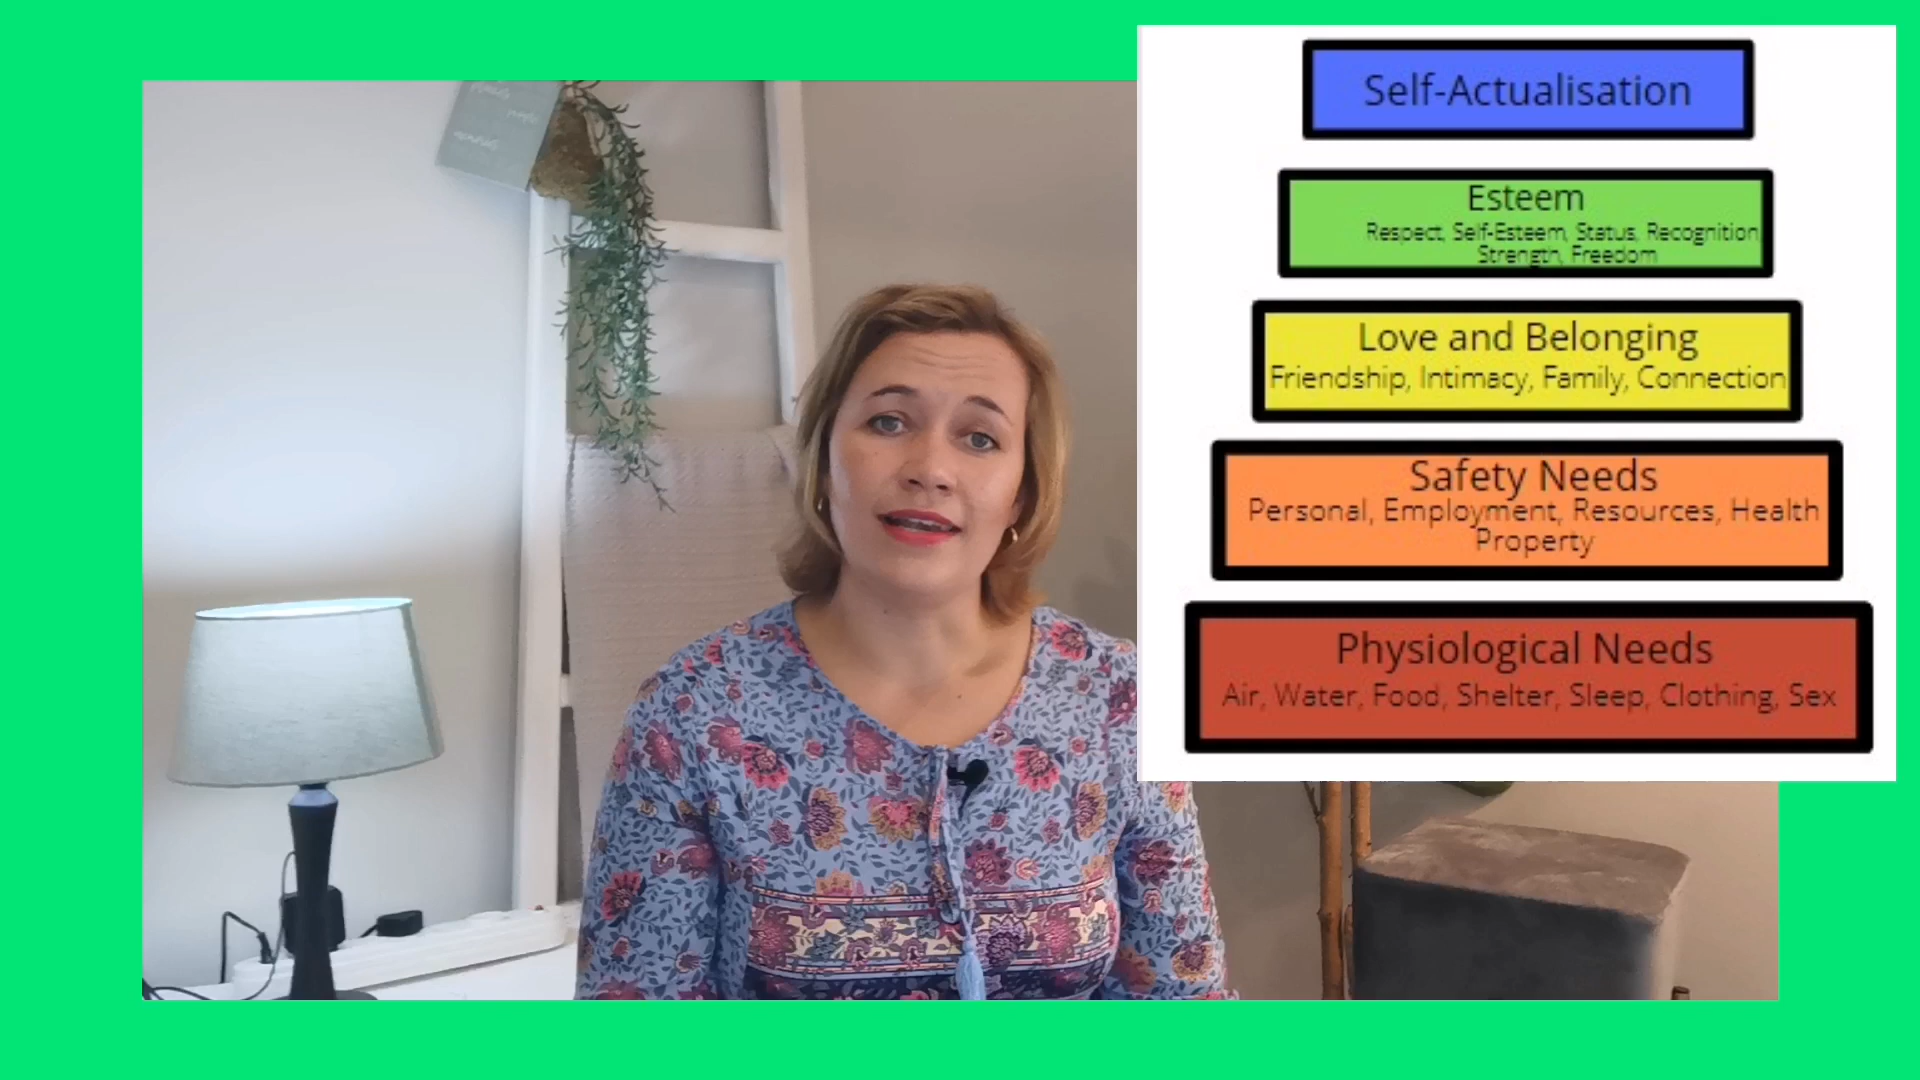 Self-Actualisation
Esteem
Respect, Self-Esteem, Status, Recognition
Strength, Freedom
Love and Belonging
Friendship, Intimacy, Family, Connection
Safety Needs
Personal, Employment, Resources, Health
Property
Physiological Needs
Air, Water, Food, Shelter, Sleep, Clothing, Sex